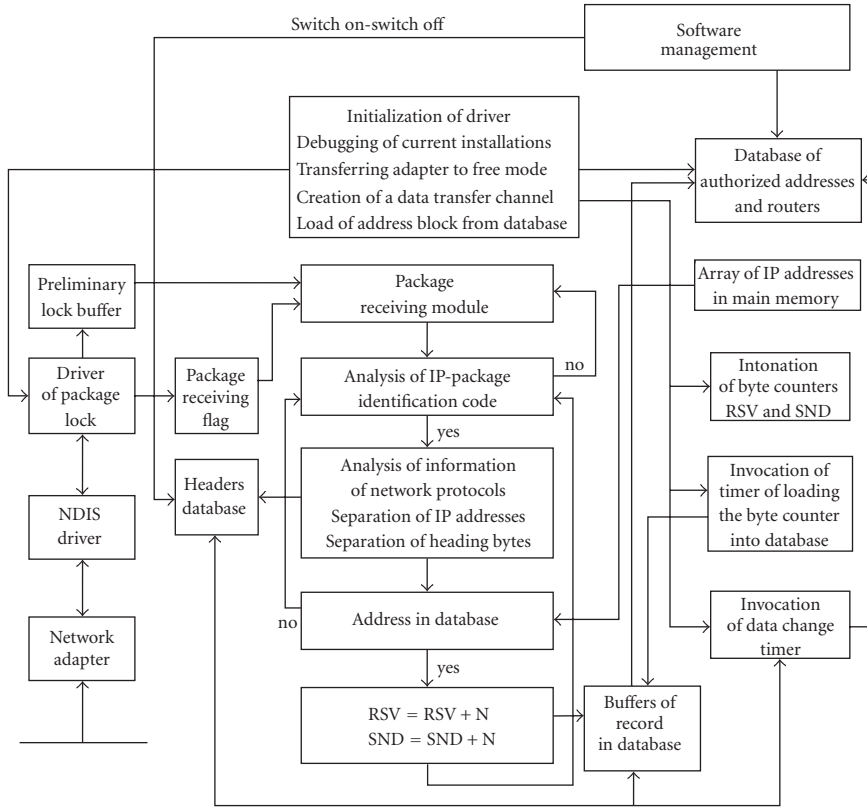 Switch on-switch off
Software
management
Initialization of driver
Debugging of current installations
Transferring adapter to free mode
Creation of a data transfer channel
Load of address block from database
Database of
authorized addresses
and routers
Preliminary
lock buffer
Package
receiving module
Array of IP addresses
in main memory
Driver
of package
lock
Package
receiving
flag
Analysis of IP-package
identification code
no
Intonation
of byte counters
RSV and SND
yes
Headers
database
Analysis of information
of network protocols
Separation of IP addresses
Separation of heading bytes
Invocation of
timer of loading
the byte counter
into database
NDIS
driver
Network
adapter
no
Address in database
Invocation
of data change
timer
yes
RSV = RSV + N
SND = SND + N
Buffers of
record
in database